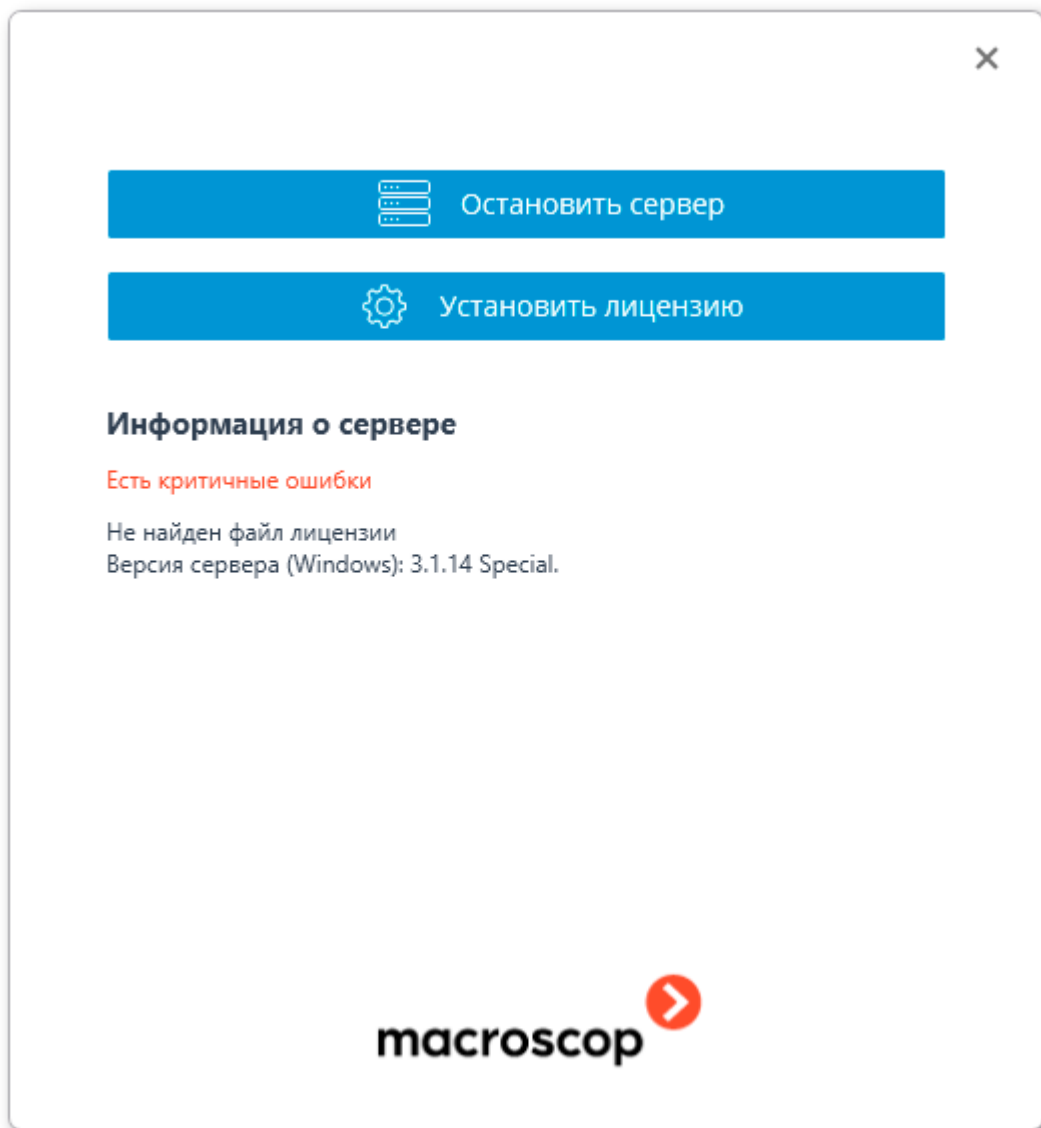 Остановить сервер
Установить лицензию
Информация о сервере
Есть критичные ошибки
Не найден файл лицензии
Версия сервера (Windows): 3.1.14 Special.
macroscop